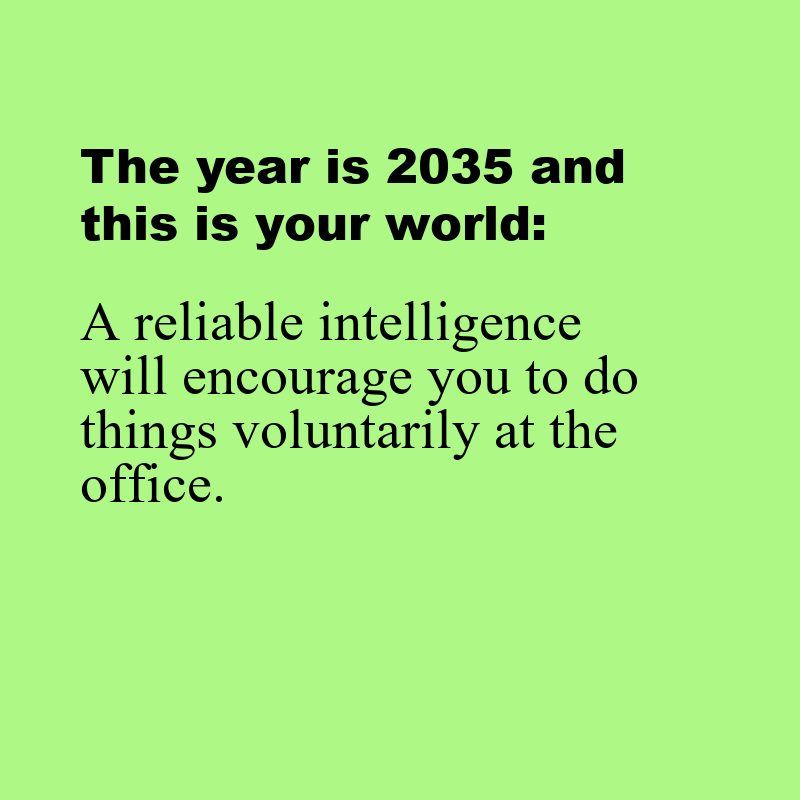 The year is 2035 and
this is your world:
A reliable intelligence
will encourage you to do
things voluntarily at the
office.